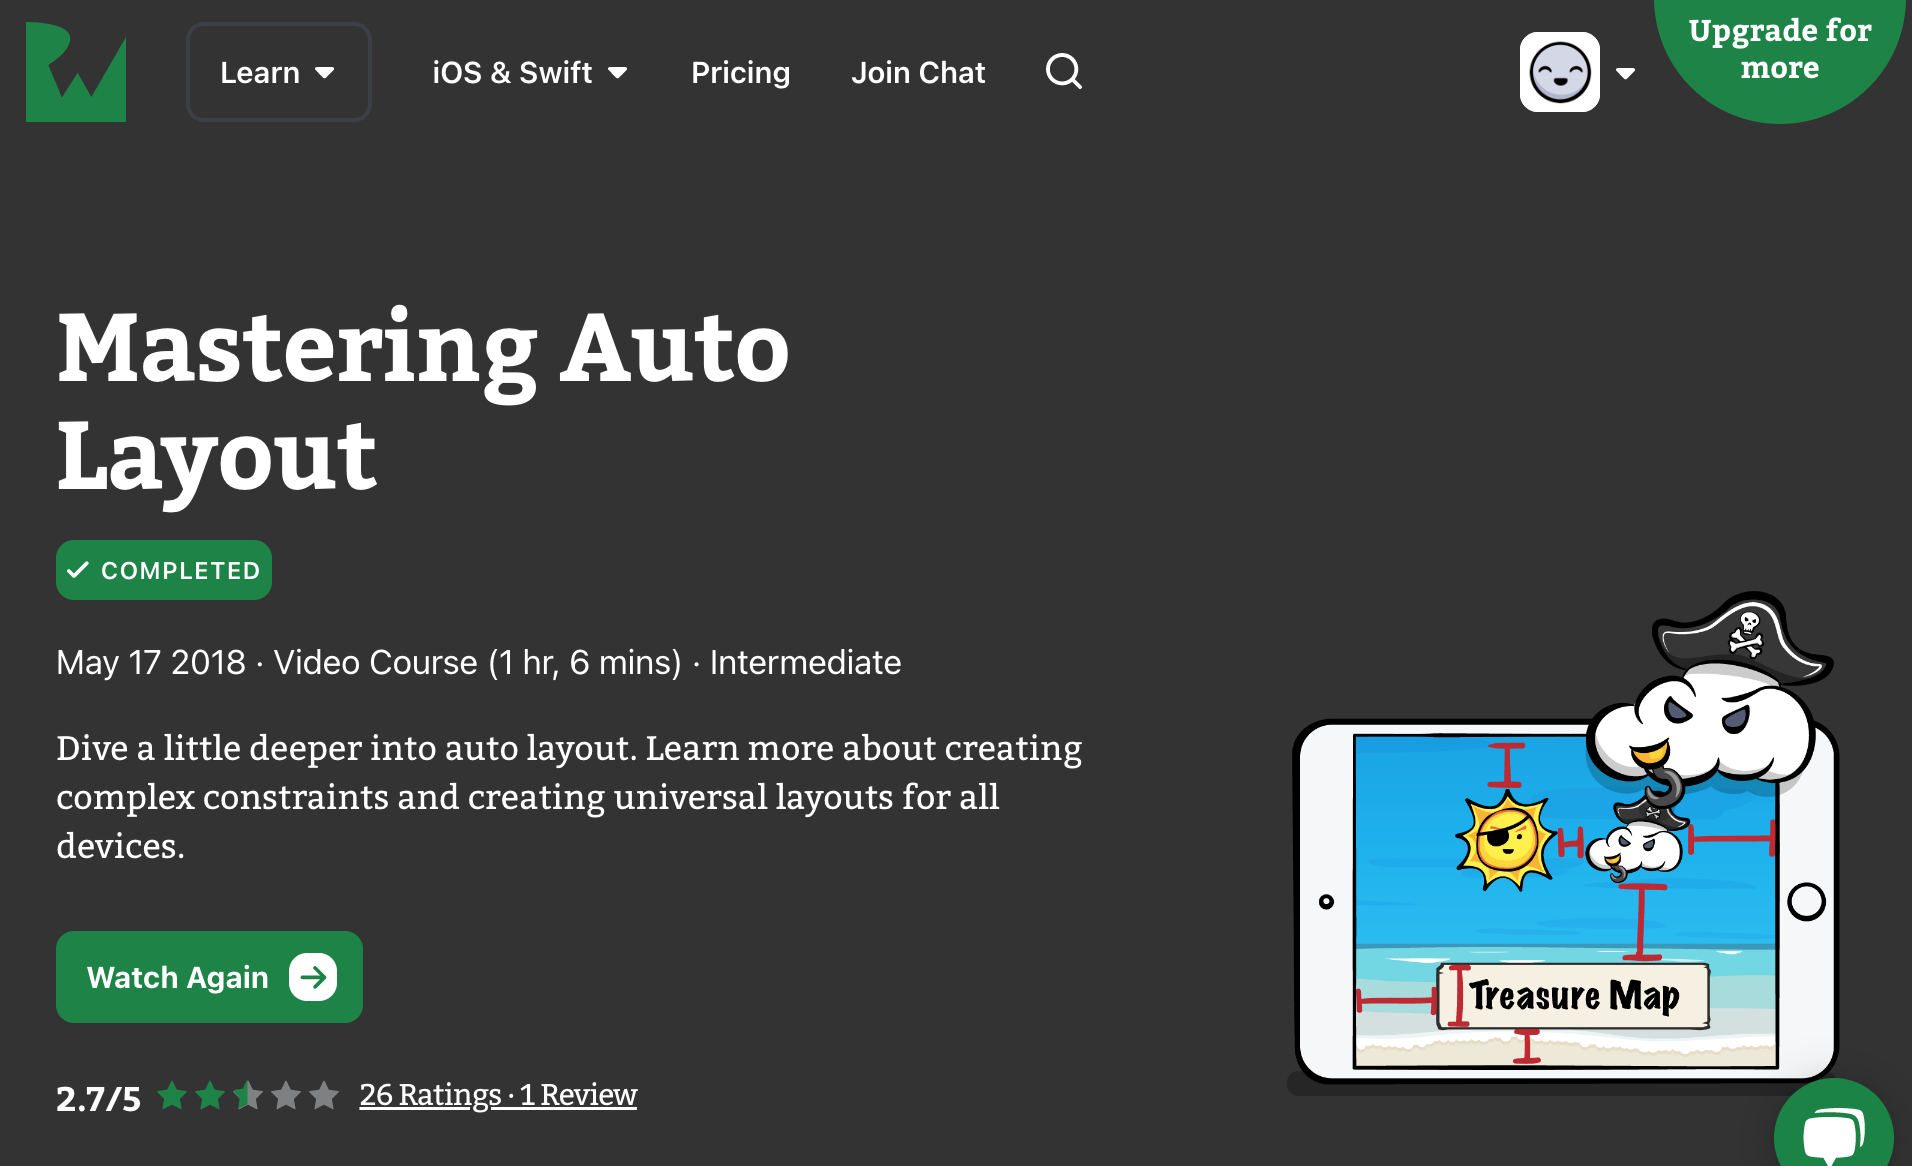 Learn
iOS & Swift
Pricing
Join Chat
Upgrade for
more
Mastering Auto
Layout
COMPLETED
May 17 2018 · Video Course (1 hr, 6 mins) · Intermediate
Dive a little deeper into auto layout. Learn more about creating
complex constraints and creating universal layouts for all
devices.
Treasure Map
Watch Again
2.7/5
26 Ratings · 1 Review